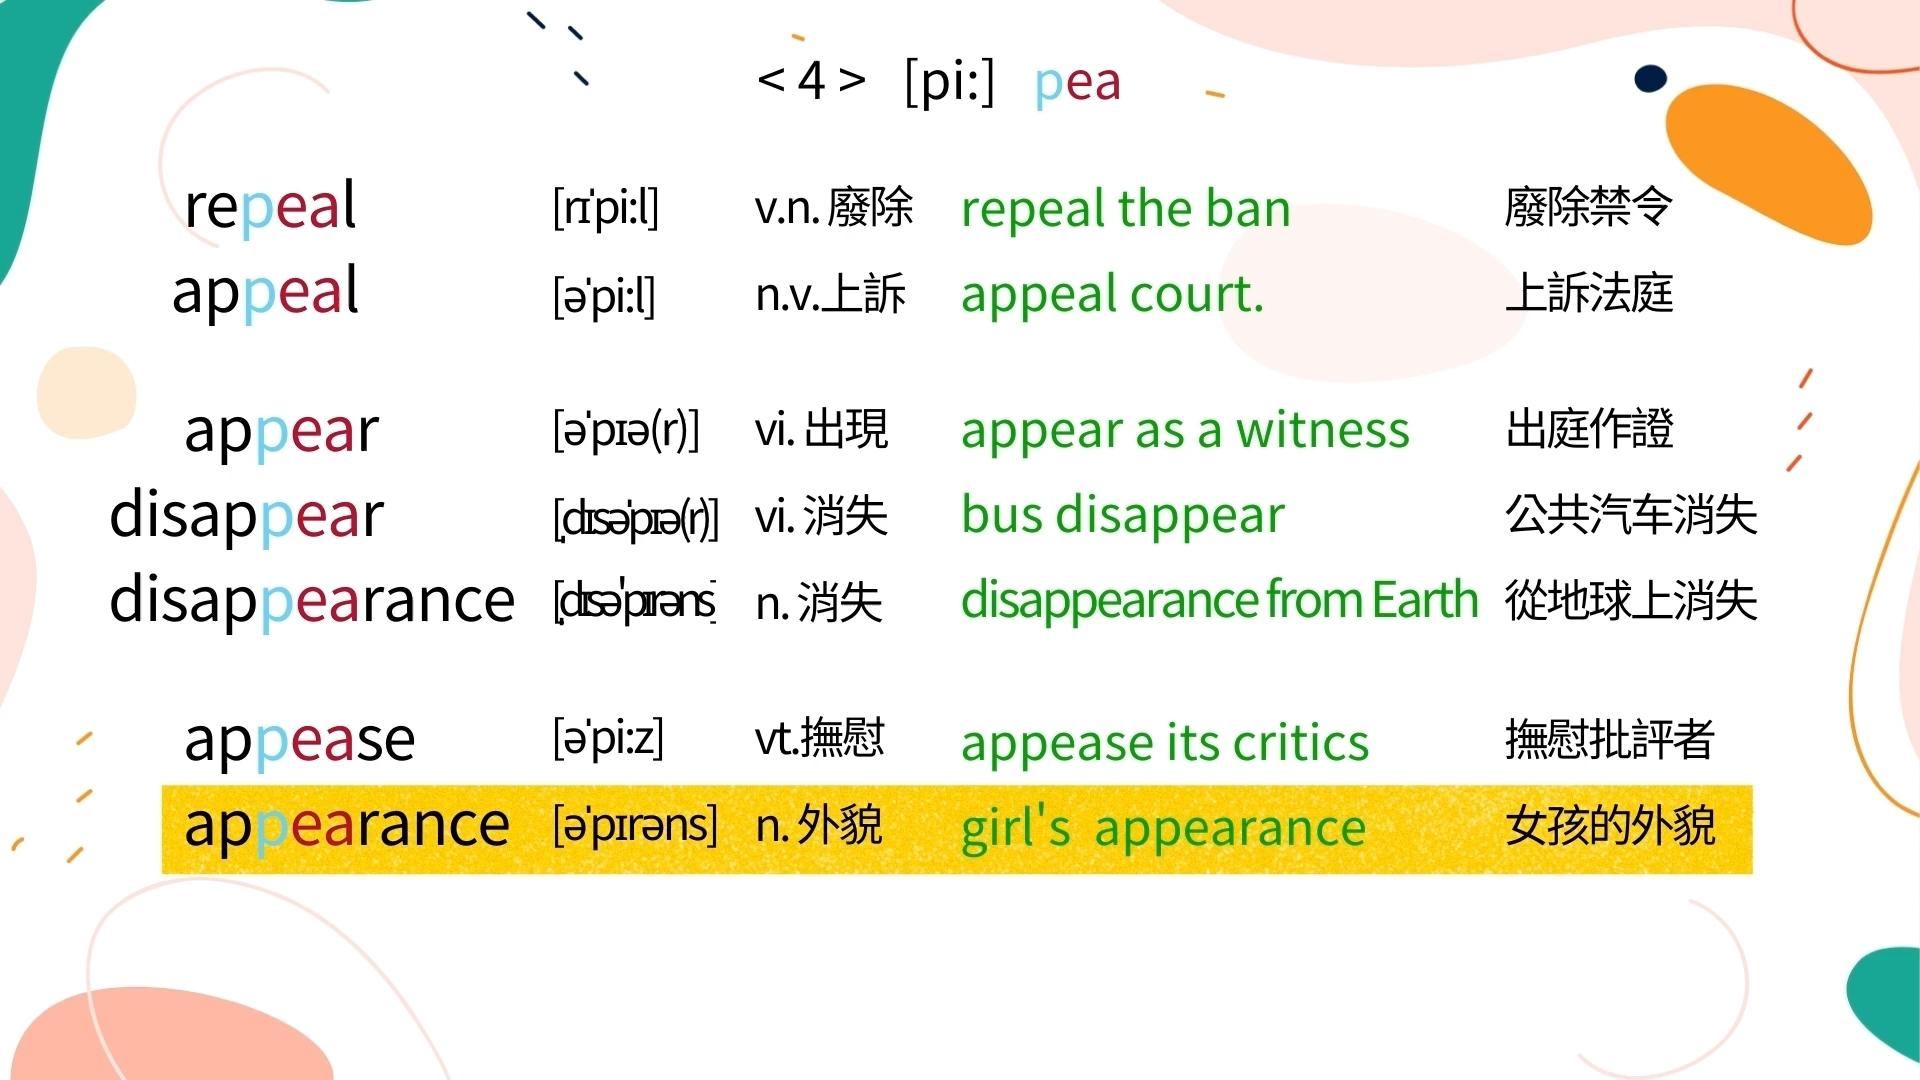 < 4 > [pi:] pea
repeal [rɪ'pi:l] v.n. 廢除 repeal the ban 廢除禁令
appeal [ə'pi:l] n.v.上訴 appeal court. 上訴法庭
appear [ə'pɪə(r)] vi. 出現 appear as a witness 出庭作證
disappear [ˌdɪsə'pɪə(r)] vi. 消失 bus disappear 公共汽车消失
disappearance [ˌdɪsə'pɪrəns] n. 消失 disappearance from Earth 從地球上消失
appease [ə'pi:z] vt.撫慰 appease its critics 撫慰批評者
appearance [ə'pɪrəns] n. 外貌 girl's appearance 女孩的外貌